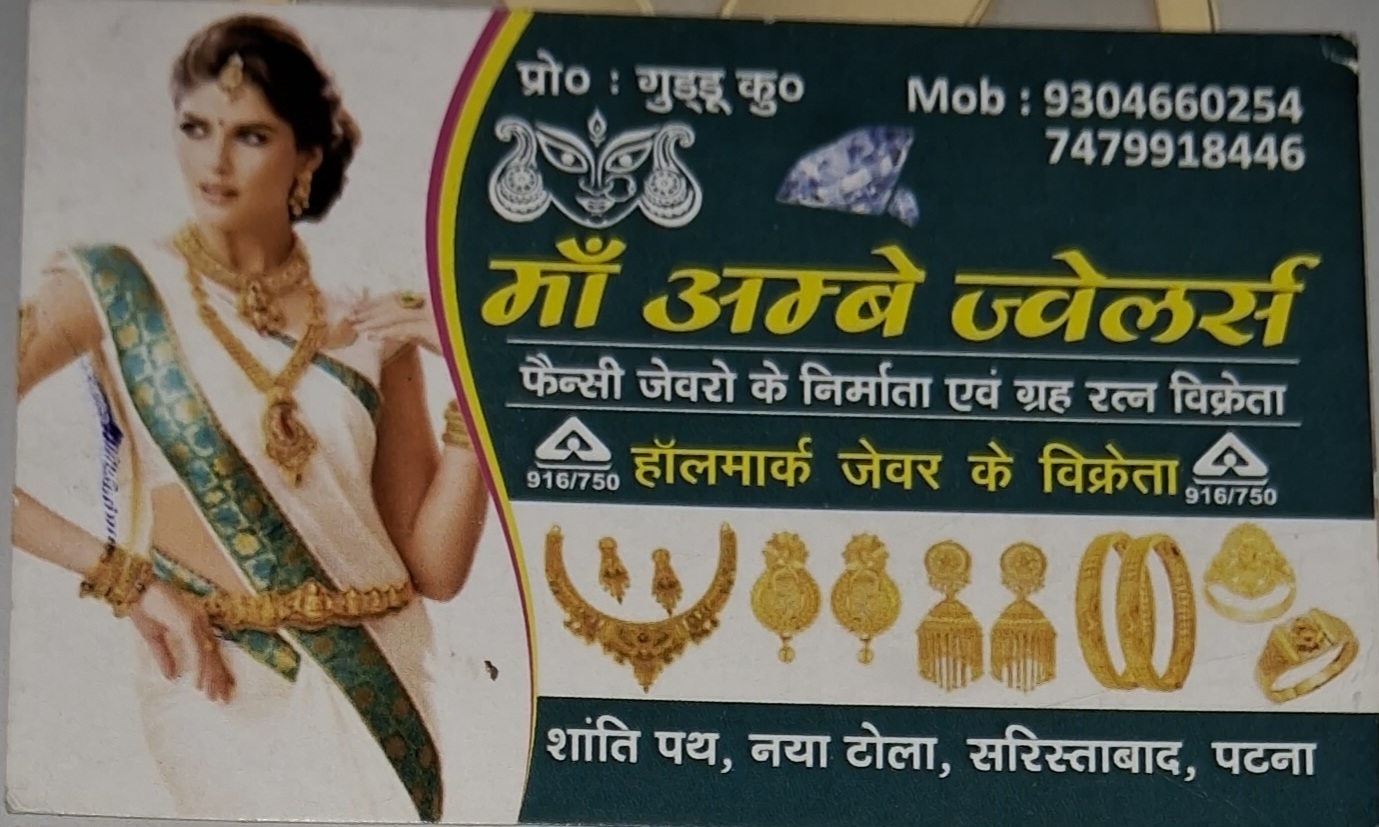 प्रो० : गुड्डू कु०
Mob : 9304660254
7479918446
माँ अम्बे ज्वेलर्स
फैन्सी जेवरो के निर्माता एवं ग्रह रत्न विक्रेता
916/750 हॉलमार्क जेवर के विक्रेता 916/750
शांति पथ, नया टोला, सरिस्ताबाद, पटना